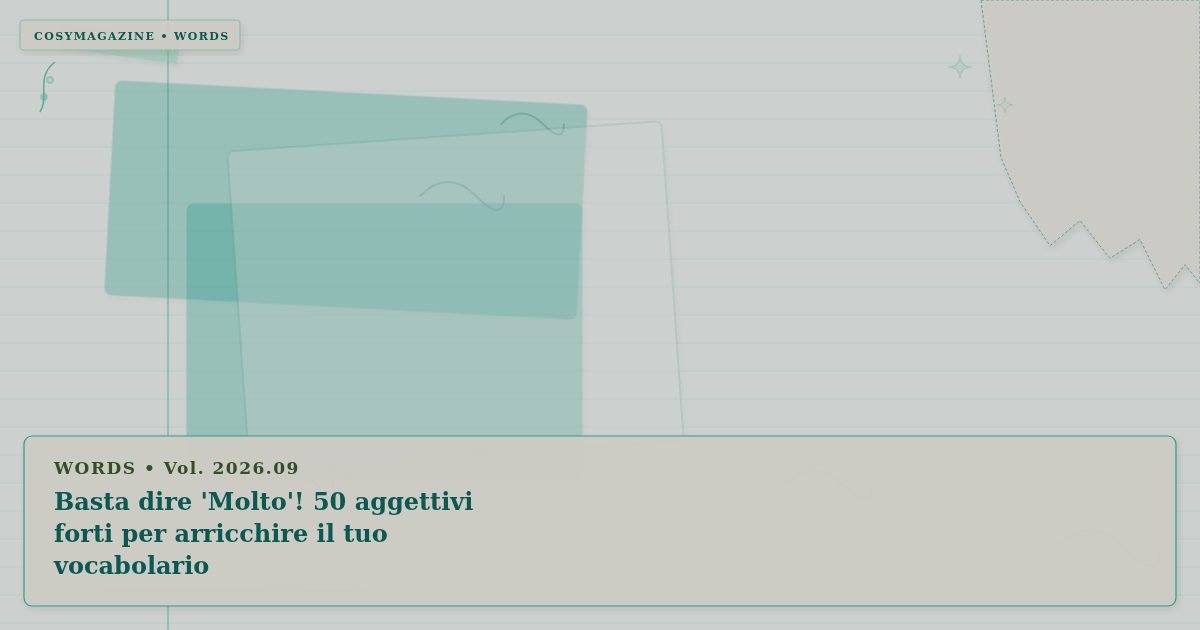 COSYMAGAZINE • WORDS
WORDS • Vol. 2026.09
Basta dire 'Molto'! 50 aggettivi
forti per arricchire il tuo
vocabolario